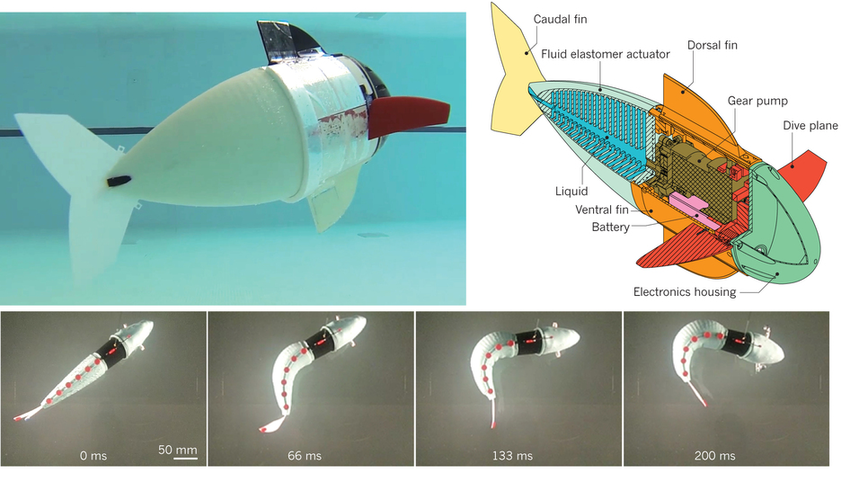 Caudal fin
Fluid elastomer actuator
Dorsal fin
Gear pump
Dive plane
Liquid
Ventral fin
Battery
Electronics housing
0 ms
50 mm
66 ms
133 ms
200 ms